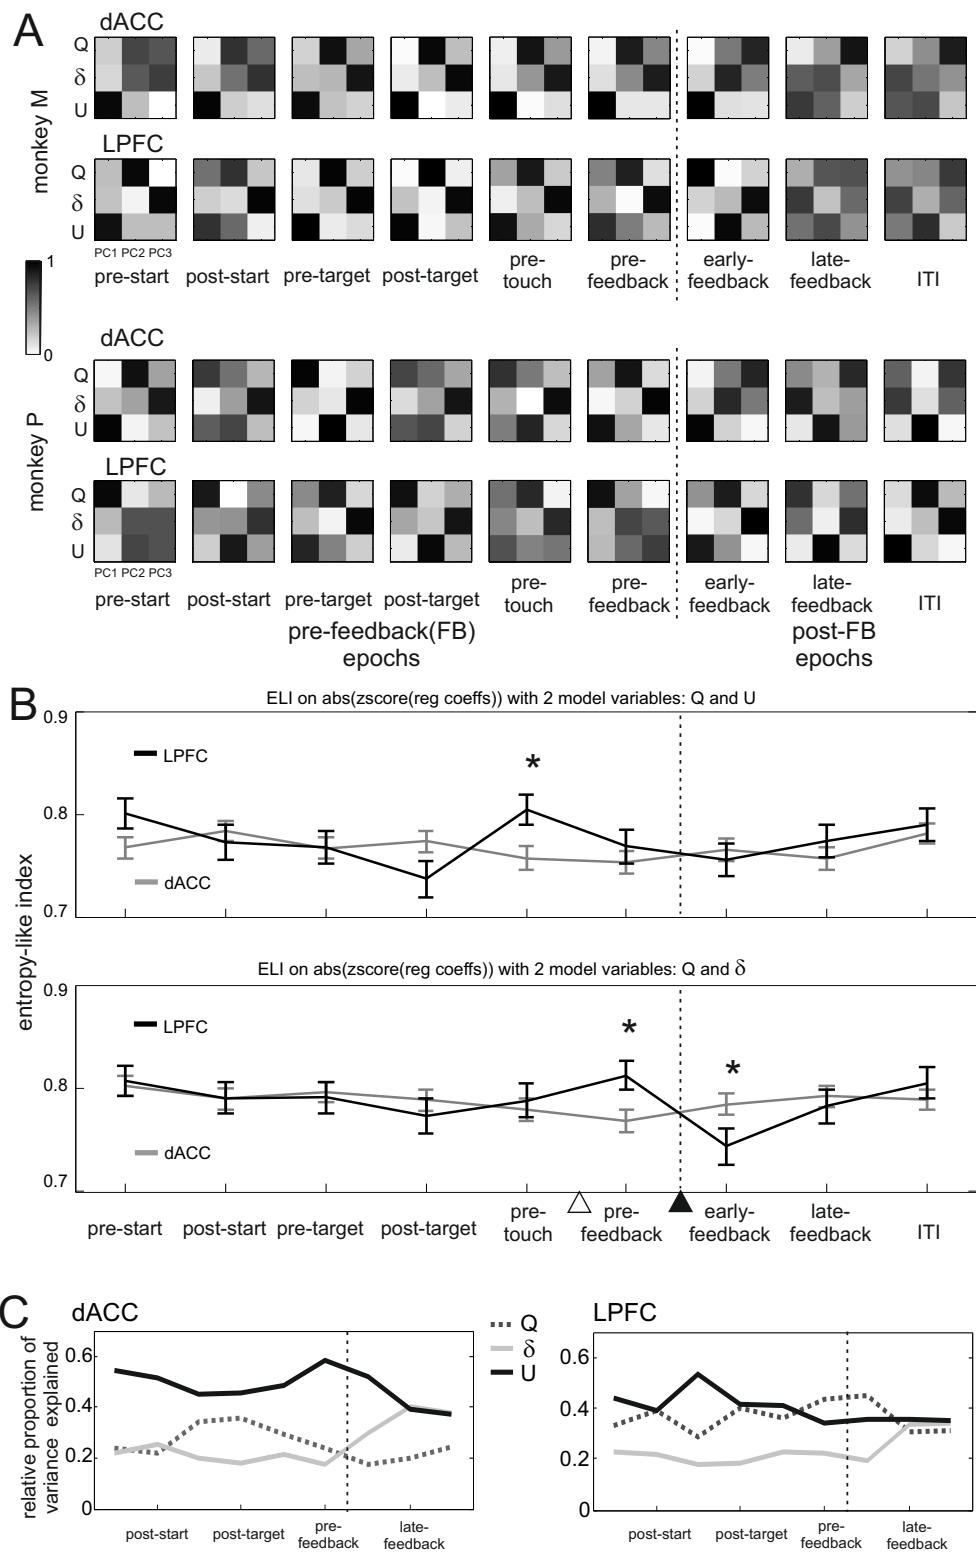 A
dACC
monkey M
Q
δ
U
LPFC
Q
δ
U
PC1 PC2 PC3
pre-start post-start pre-target post-target pre-touch pre-feedback early-feedback late-feedback ITI
1
0
dACC
monkey P
Q
δ
U
LPFC
Q
δ
U
PC1 PC2 PC3
pre-start post-start pre-target post-target pre-touch pre-feedback early-feedback late-feedback ITI
pre-feedback(FB) epochs
post-FB epochs
B
ELI on abs(zscore(reg coeffs)) with 2 model variables: Q and U
0.9
0.8
0.7
LPFC
dACC
*
entropy-like index
ELI on abs(zscore(reg coeffs)) with 2 model variables: Q and δ
0.9
0.8
0.7
LPFC
dACC
* *
pre-start post-start pre-target post-target pre-touch pre-feedback early-feedback late-feedback ITI
C
dACC
relative proportion of
variance explained
0.6
0.4
0.2
0
post-start post-target pre-feedback late-feedback
Q
δ
U
LPFC
0.6
0.4
0.2
0
post-start post-target pre-feedback late-feedback